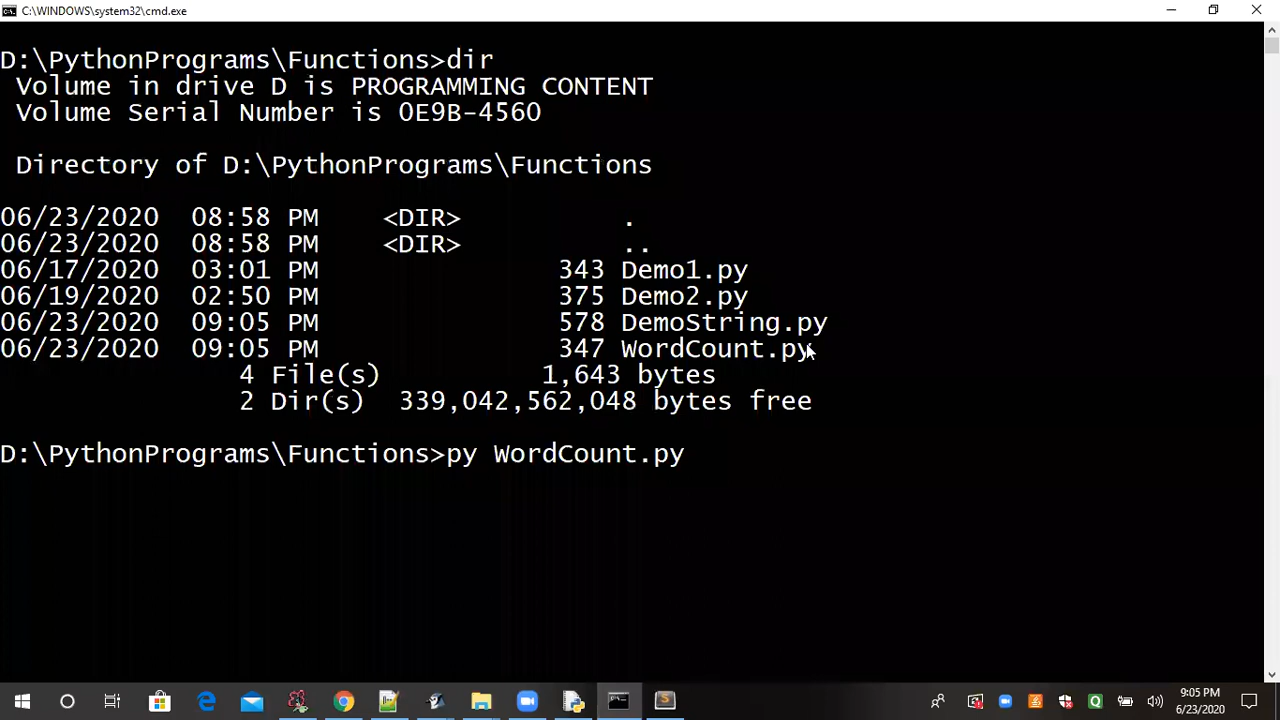 C:\WINDOWS\system32\cmd.exe
D:\PythonPrograms\Functions>dir
Volume in drive D is PROGRAMMING CONTENT
Volume Serial Number is 0E9B-4560
Directory of D:\PythonPrograms\Functions
06/23/2020 08:58 PM <DIR> .
06/23/2020 08:58 PM <DIR> ..
06/17/2020 03:01 PM 343 Demo1.py
06/19/2020 02:50 PM 375 Demo2.py
06/23/2020 09:05 PM 578 DemoString.py
06/23/2020 09:05 PM 347 WordCount.py
4 File(s) 1,643 bytes
2 Dir(s) 339,042,562,048 bytes free
D:\PythonPrograms\Functions>py WordCount.py
9:05 PM
6/23/2020